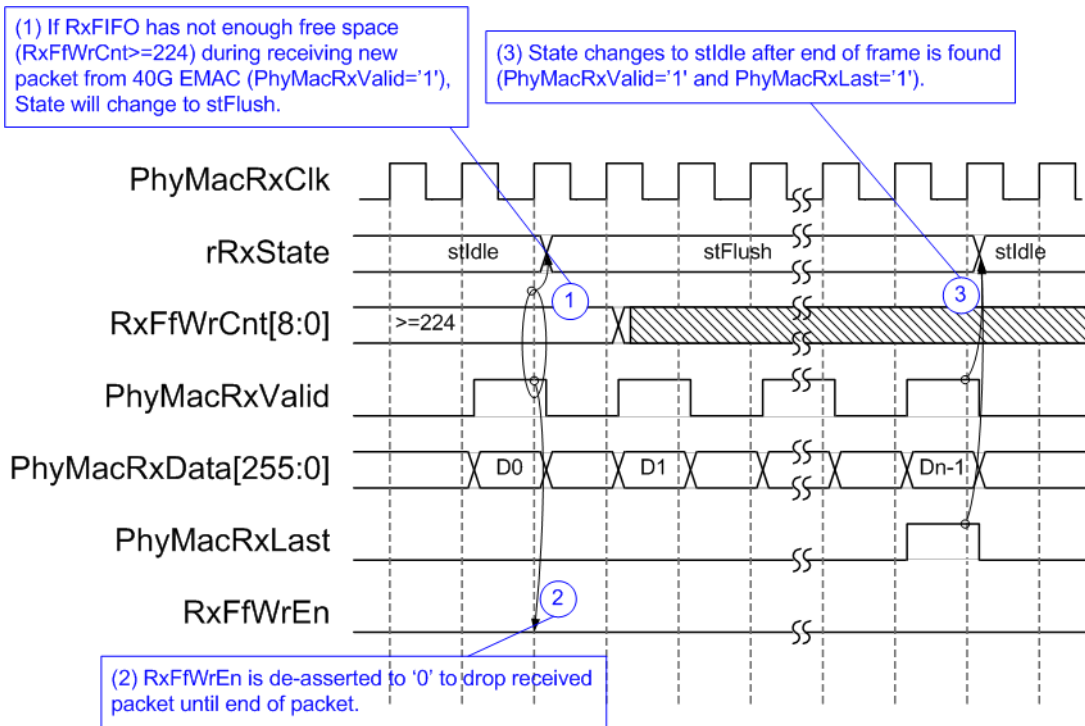 (1) If RxFIFO has not enough free space
(RxFfWrCnt>=224) during receiving new
packet from 40G EMAC (PhyMacRxValid=’1'),
State will change to stFlush.
(3) State changes to stIdle after end of frame is found
(PhyMacRxValid='1' and PhyMacRxLast='1').
PhyMacRxClk
rRxState
stIdle
stFlush
stIdle
1
3
RxFfWrCnt[8:0]
>=224
PhyMacRxValid
PhyMacRxData[255:0]
D0
D1
Dn-1
PhyMacRxLast
RxFfWrEn
2
(2) RxFfWrEn is de-asserted to ‘0’ to drop received
packet until end of packet.